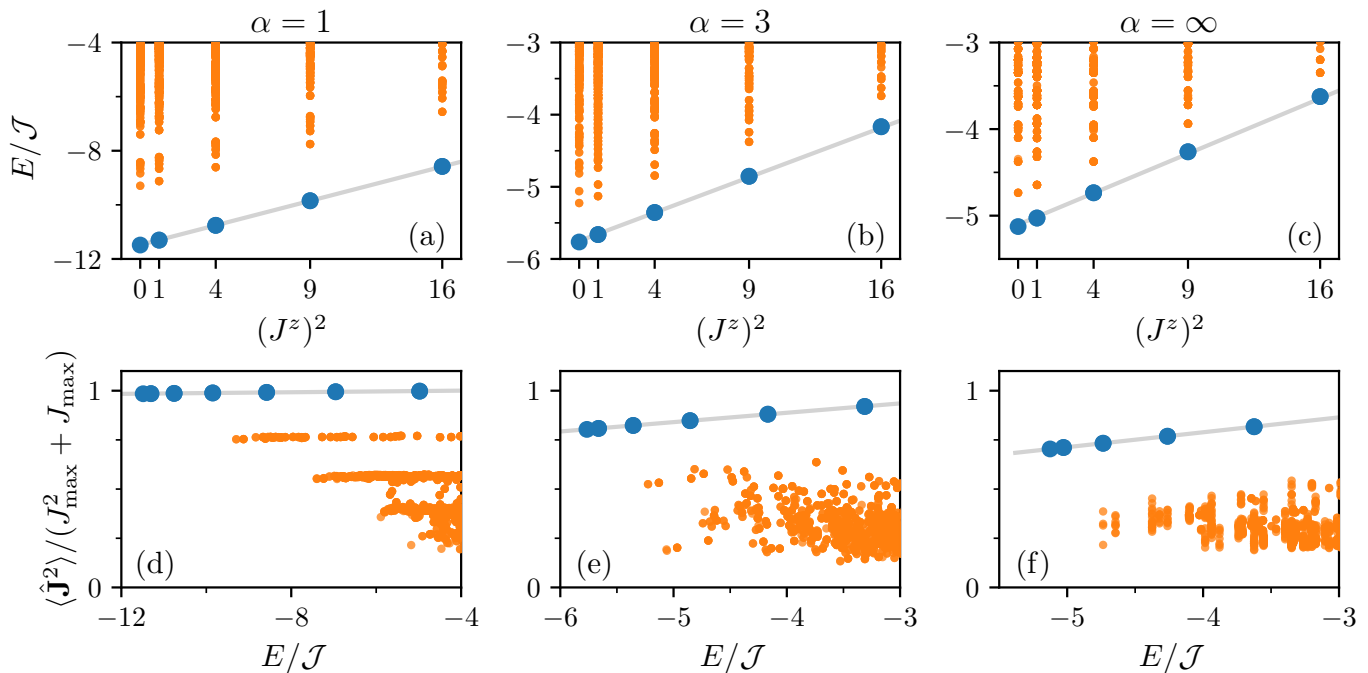 α = 1
α = 3
α = ∞
E/𝒥
−4
−8
−12
(a)
0 1 4 9 16
(J^z)^2
−3
−4
−5
−6
(b)
0 1 4 9 16
(J^z)^2
−3
−4
−5
(c)
0 1 4 9 16
(J^z)^2
⟨Ĵ^2⟩/(J^2_max + J_max)
1
0
(d)
−12 −8 −4
E/𝒥
1
0
(e)
−6 −5 −4 −3
E/𝒥
1
0
(f)
−5 −4 −3
E/𝒥